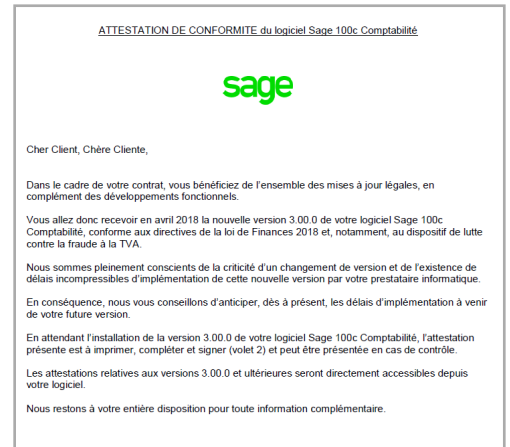 ATTESTATION DE CONFORMITE du logiciel Sage 100c Comptabilité
sage
Cher Client, Chère Cliente,
Dans le cadre de votre contrat, vous bénéficiez de l'ensemble des mises à jour légales, en
complément des développements fonctionnels.
Vous allez donc recevoir en avril 2018 la nouvelle version 3.00.0 de votre logiciel Sage 100c
Comptabilité, conforme aux directives de la loi de Finances 2018 et, notamment, au dispositif de lutte
contre la fraude à la TVA.
Nous sommes pleinement conscients de la criticité d'un changement de version et de l'existence de
délais incompressibles d'implémentation de cette nouvelle version par votre prestataire informatique.
En conséquence, nous vous conseillons d'anticiper, dès à présent, les délais d'implémentation à venir
de votre future version.
En attendant l'installation de la version 3.00.0 de votre logiciel Sage 100c Comptabilité, l'attestation
présente est à imprimer, compléter et signer (volet 2) et peut être présentée en cas de contrôle.
Les attestations relatives aux versions 3.00.0 et ultérieures seront directement accessibles depuis
votre logiciel.
Nous restons à votre entière disposition pour toute information complémentaire.